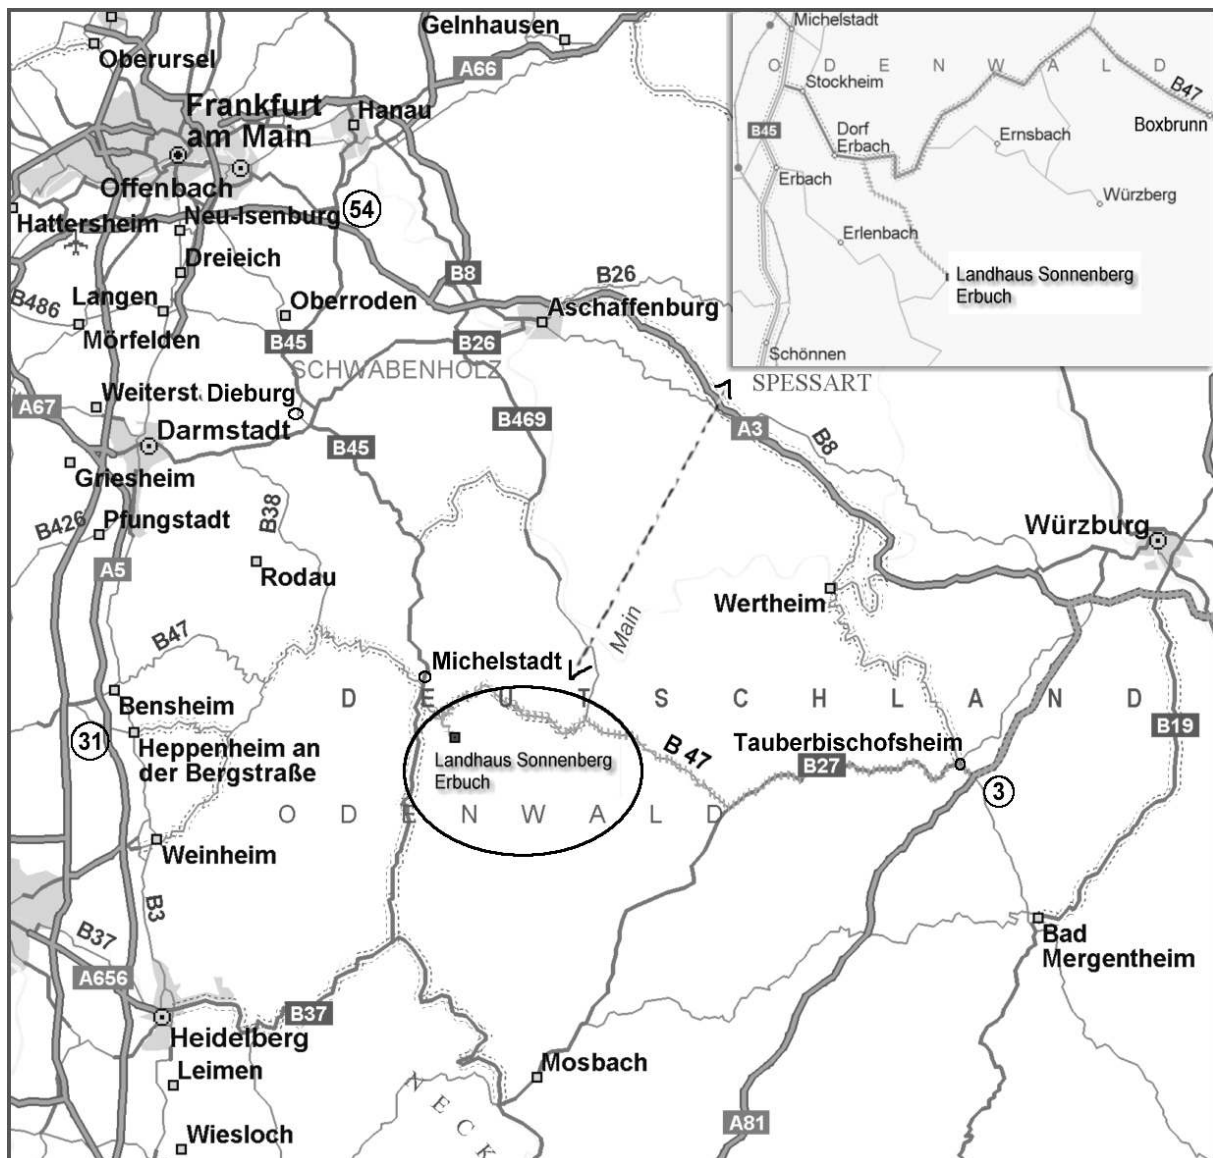 Gelnhausen
Oberursel
A66
Frankfurt
am Main
Hanau
Offenbach
Hattersheim
Neu-Isenburg
54
Dreieich
B8
B26
B486
Langen
Oberroden
Aschaffenburg
Mörfelden
B45
B26
SCHWABENHOLZ
SPESSART
A67
Weiterst.
Dieburg
B469
A3
B8
Darmstadt
B45
Griesheim
B38
B426
Pfungstadt
Würzburg
A5
Rodau
Wertheim
Main
B47
Michelstadt
Bensheim
D E U T S C H L A N D
B19
31
Heppenheim an
der Bergstraße
Landhaus Sonnenberg
Erbuch
B 47
Tauberbischofsheim
B27
3
O D E N W A L D
Weinheim
B3
B37
A656
Bad
Mergentheim
B37
Heidelberg
Leimen
Mosbach
N E C K
A81
Wiesloch
Michelstadt
O D E N W A L D
Stockheim
B47
Boxbrunn
B45
Dorf
Erbach
Ernsbach
Erbach
Würzberg
Erlenbach
Landhaus Sonnenberg
Erbuch
Schönnen